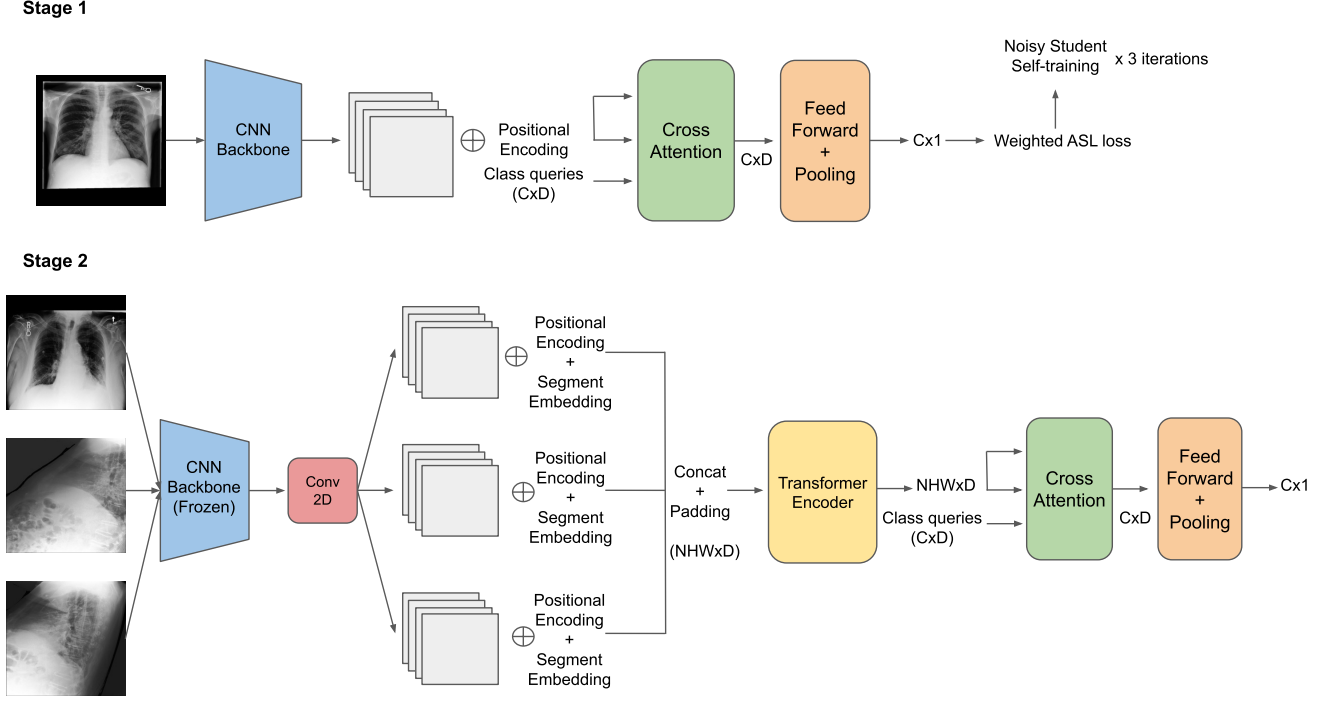 Stage 1
CNN
Backbone
Positional
Encoding
Class queries
(CxD)
Cross
Attention
CxD
Feed
Forward
+
Pooling
Cx1
Weighted ASL loss
Noisy Student
Self-training
x 3 iterations
Stage 2
CNN
Backbone
(Frozen)
Conv
2D
Positional
Encoding
+
Segment
Embedding
Positional
Encoding
+
Segment
Embedding
Positional
Encoding
+
Segment
Embedding
Concat
+
Padding
(NHWxD)
Transformer
Encoder
NHWxD
Class queries
(CxD)
Cross
Attention
CxD
Feed
Forward
+
Pooling
Cx1